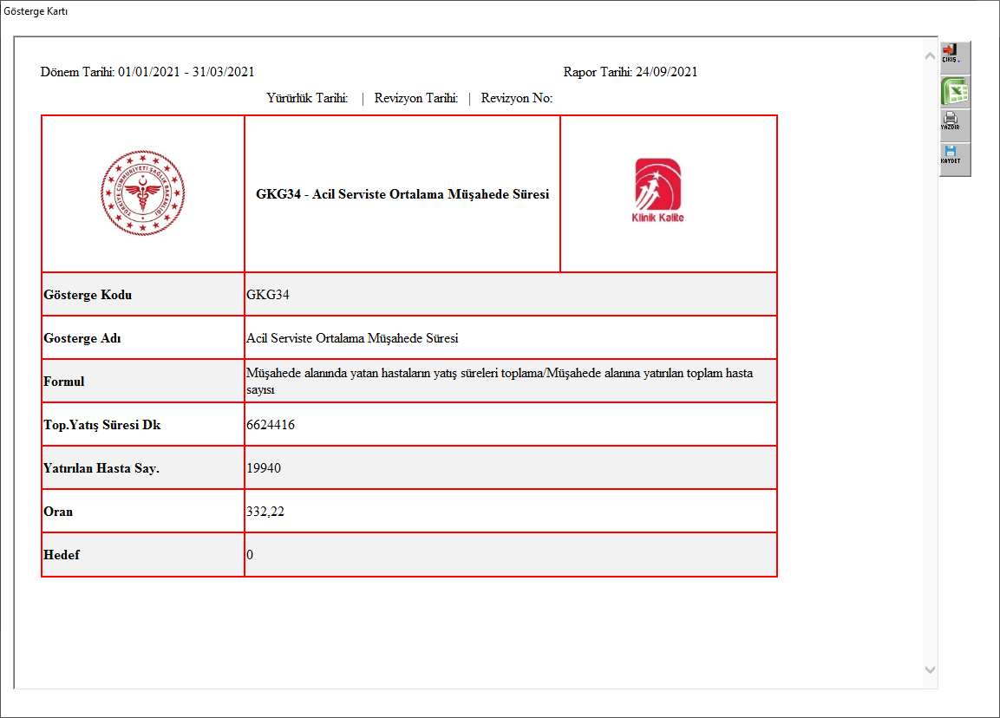 Gösterge Kartı
Dönem Tarihi: 01/01/2021 - 31/03/2021 Rapor Tarihi: 24/09/2021
Yürürlük Tarihi: | Revizyon Tarihi: | Revizyon No:
TÜRKİYE CUMHURİYETİ SAĞLIK BAKANLIĞI
GKG34 - Acil Serviste Ortalama Müşahede Süresi
Klinik Kalite
Gösterge Kodu GKG34
Gosterge Adı Acil Serviste Ortalama Müşahede Süresi
Formul Müşahede alanında yatan hastaların yatış süreleri toplama/Müşahede alanına yatırılan toplam hasta
sayısı
Top.Yatış Süresi Dk 6624416
Yatırılan Hasta Say. 19940
Oran 332,22
Hedef 0
ÇIKIŞ .
YAZDIR
KAYDET